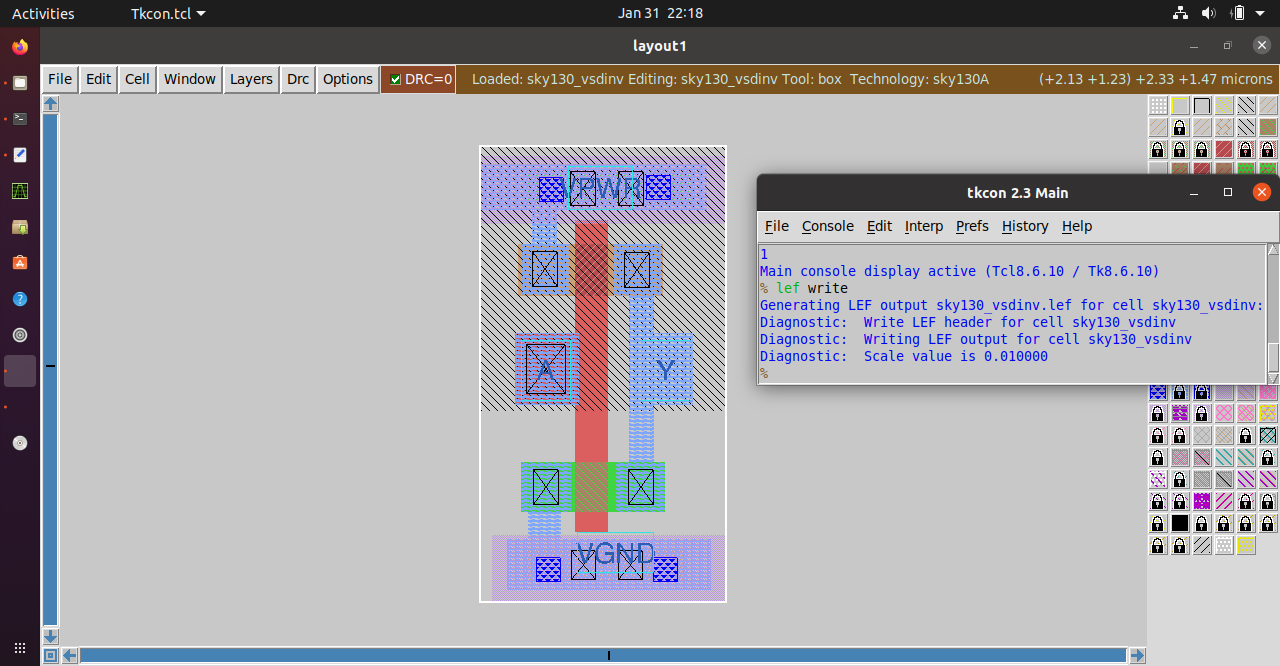 Activities Tkcon.tcl Jan 31 22:18
layout1
File Edit Cell Window Layers Drc Options DRC=0 Loaded: sky130_vsdinv Editing: sky130_vsdinv Tool: box Technology: sky130A (+2.13 +1.23) +2.33 +1.47 microns
VPWR
A
Y
VGND
tkcon 2.3 Main
File Console Edit Interp Prefs History Help
1
Main console display active (Tcl8.6.10 / Tk8.6.10)
% lef write
Generating LEF output sky130_vsdinv.lef for cell sky130_vsdinv:
Diagnostic: Write LEF header for cell sky130_vsdinv
Diagnostic: Writing LEF output for cell sky130_vsdinv
Diagnostic: Scale value is 0.010000
%